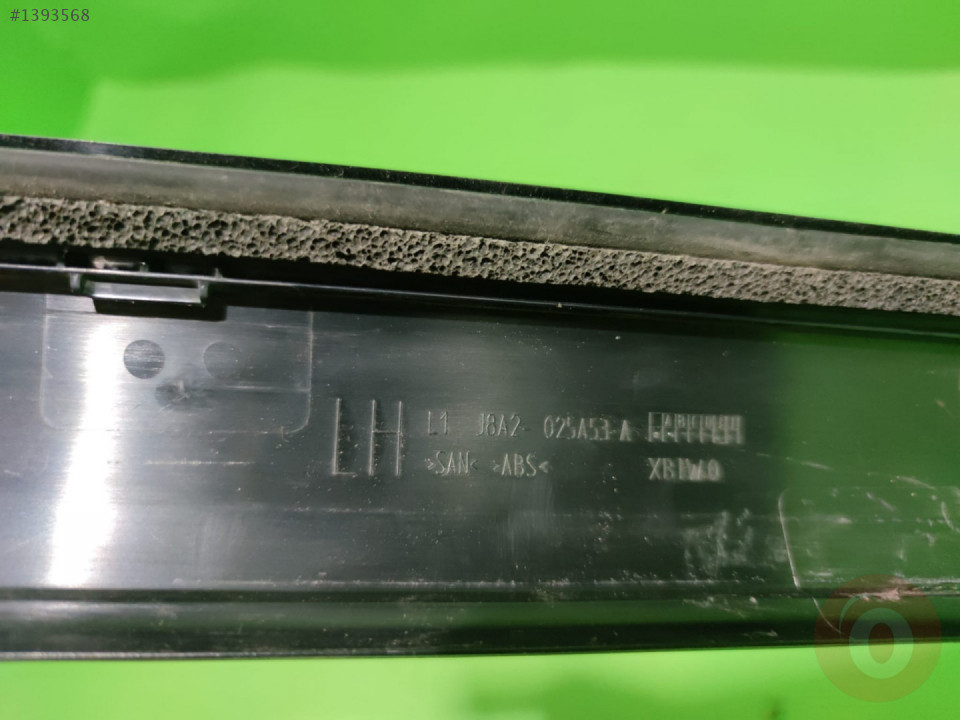 #1393568
LH
L1 J8A2- 025A53-A
>SAN< >ABS<